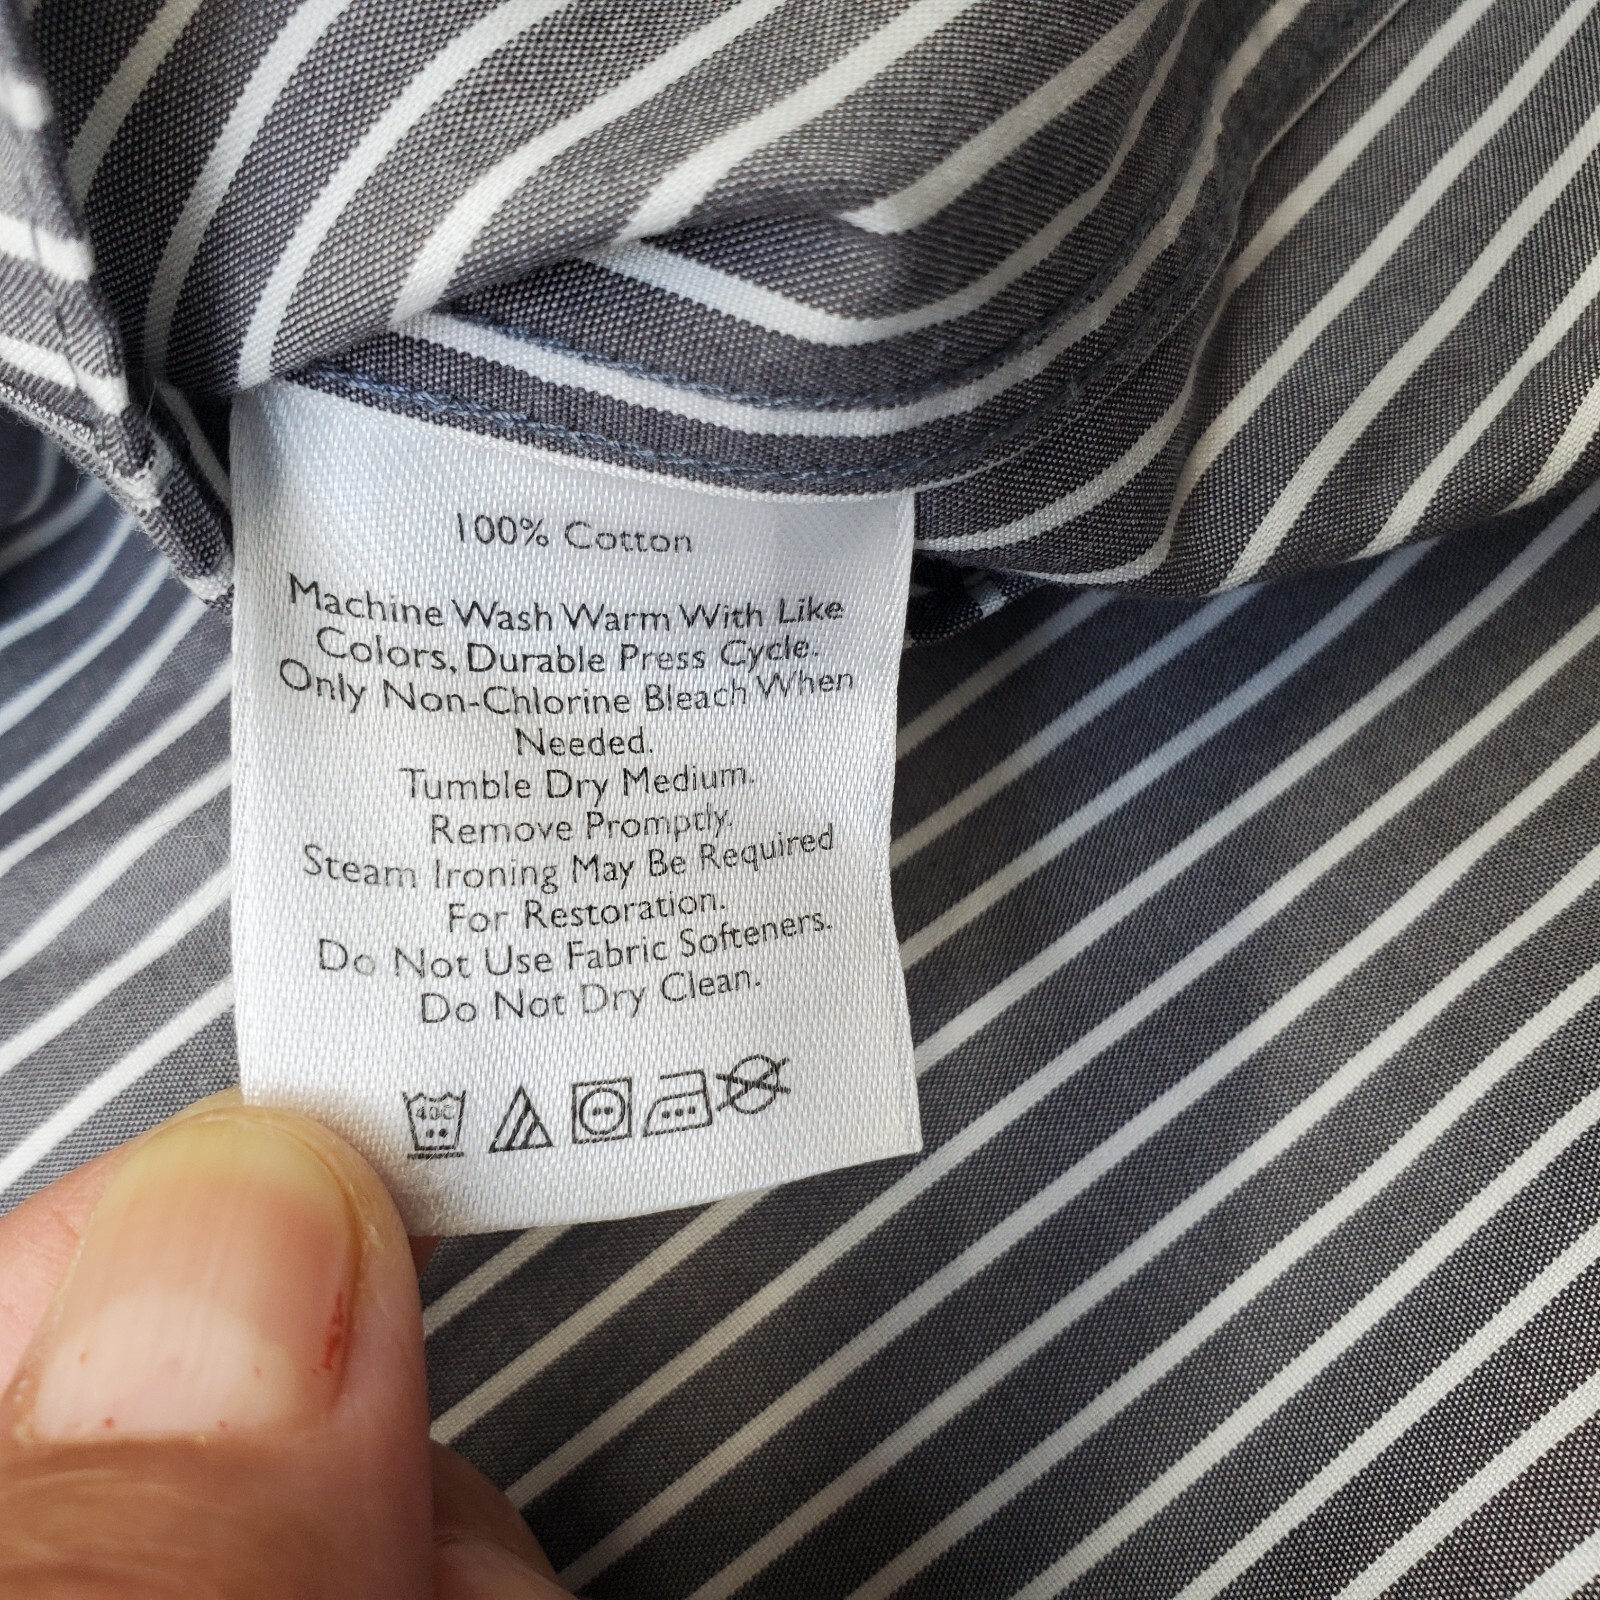 100% Cotton
Machine Wash Warm With Like
Colors, Durable Press Cycle.
Only Non-Chlorine Bleach When
Needed.
Tumble Dry Medium.
Remove Promptly.
Steam Ironing May Be Required
For Restoration.
Do Not Use Fabric Softeners.
Do Not Dry Clean.
40C